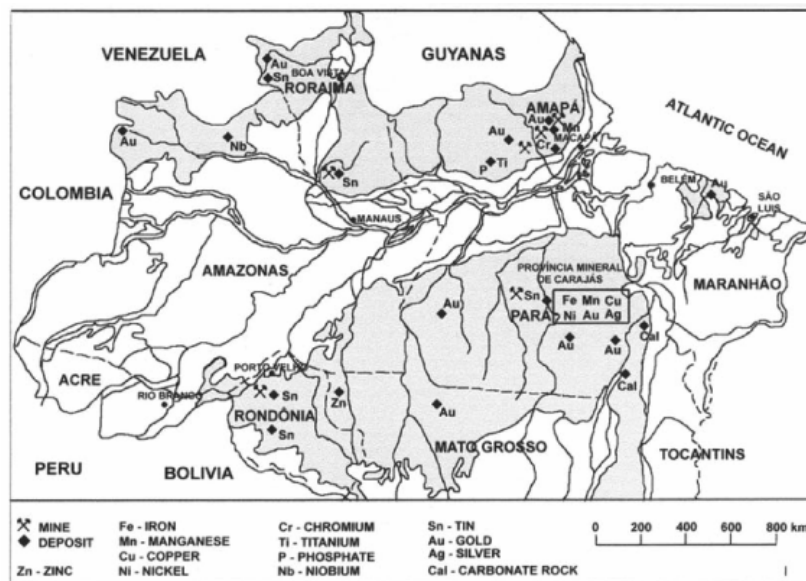 VENEZUELA
GUYANAS
Au
Sn
BOA VISTA
RORAIMA
AMAPÁ
Au
Mn
MACAPÁ
Cr
Au
P
Ti
ATLANTIC OCEAN
Au
Nb
Sn
COLOMBIA
MANAUS
BELÉM
Au
SÃO
LUIS
AMAZONAS
PROVÍNCIA MINERAL
DE CARAJÁS
MARANHÃO
Sn
Fe Mn Cu
PARÁ
Ni Au Ag
Au
Au
Au
Cal
Cal
ACRE
PORTO VELHO
RIO BRANCO
Sn
Zn
Au
RONDÔNIA
Sn
MATO GROSSO
TOCANTINS
PERU
BOLIVIA
MINE
Fe - IRON
Cr - CHROMIUM
Sn - TIN
0 200 400 600 800 km
DEPOSIT
Mn - MANGANESE
Ti - TITANIUM
Au - GOLD
Cu - COPPER
P - PHOSPHATE
Ag - SILVER
Zn - ZINC
Ni - NICKEL
Nb - NIOBIUM
Cal - CARBONATE ROCK